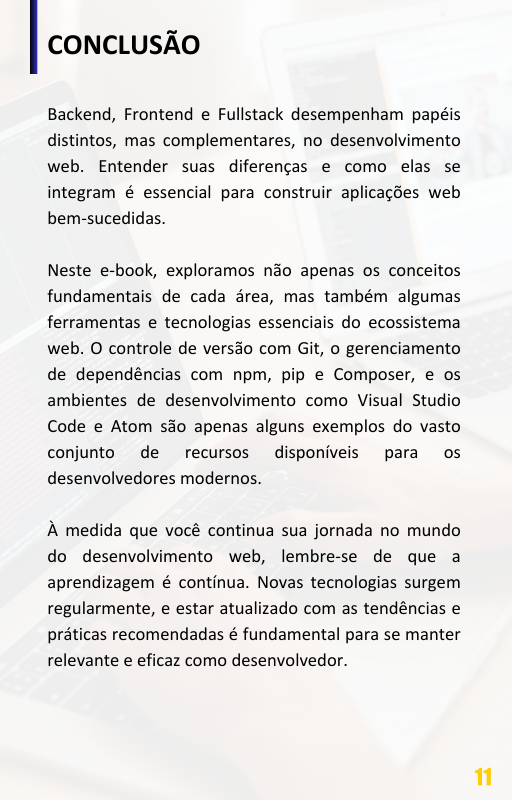 CONCLUSÃO
Backend, Frontend e Fullstack desempenham papéis
distintos, mas complementares, no desenvolvimento
web. Entender suas diferenças e como elas se
integram é essencial para construir aplicações web
bem-sucedidas.
Neste e-book, exploramos não apenas os conceitos
fundamentais de cada área, mas também algumas
ferramentas e tecnologias essenciais do ecossistema
web. O controle de versão com Git, o gerenciamento
de dependências com npm, pip e Composer, e os
ambientes de desenvolvimento como Visual Studio
Code e Atom são apenas alguns exemplos do vasto
conjunto de recursos disponíveis para os
desenvolvedores modernos.
À medida que você continua sua jornada no mundo
do desenvolvimento web, lembre-se de que a
aprendizagem é contínua. Novas tecnologias surgem
regularmente, e estar atualizado com as tendências e
práticas recomendadas é fundamental para se manter
relevante e eficaz como desenvolvedor.
11